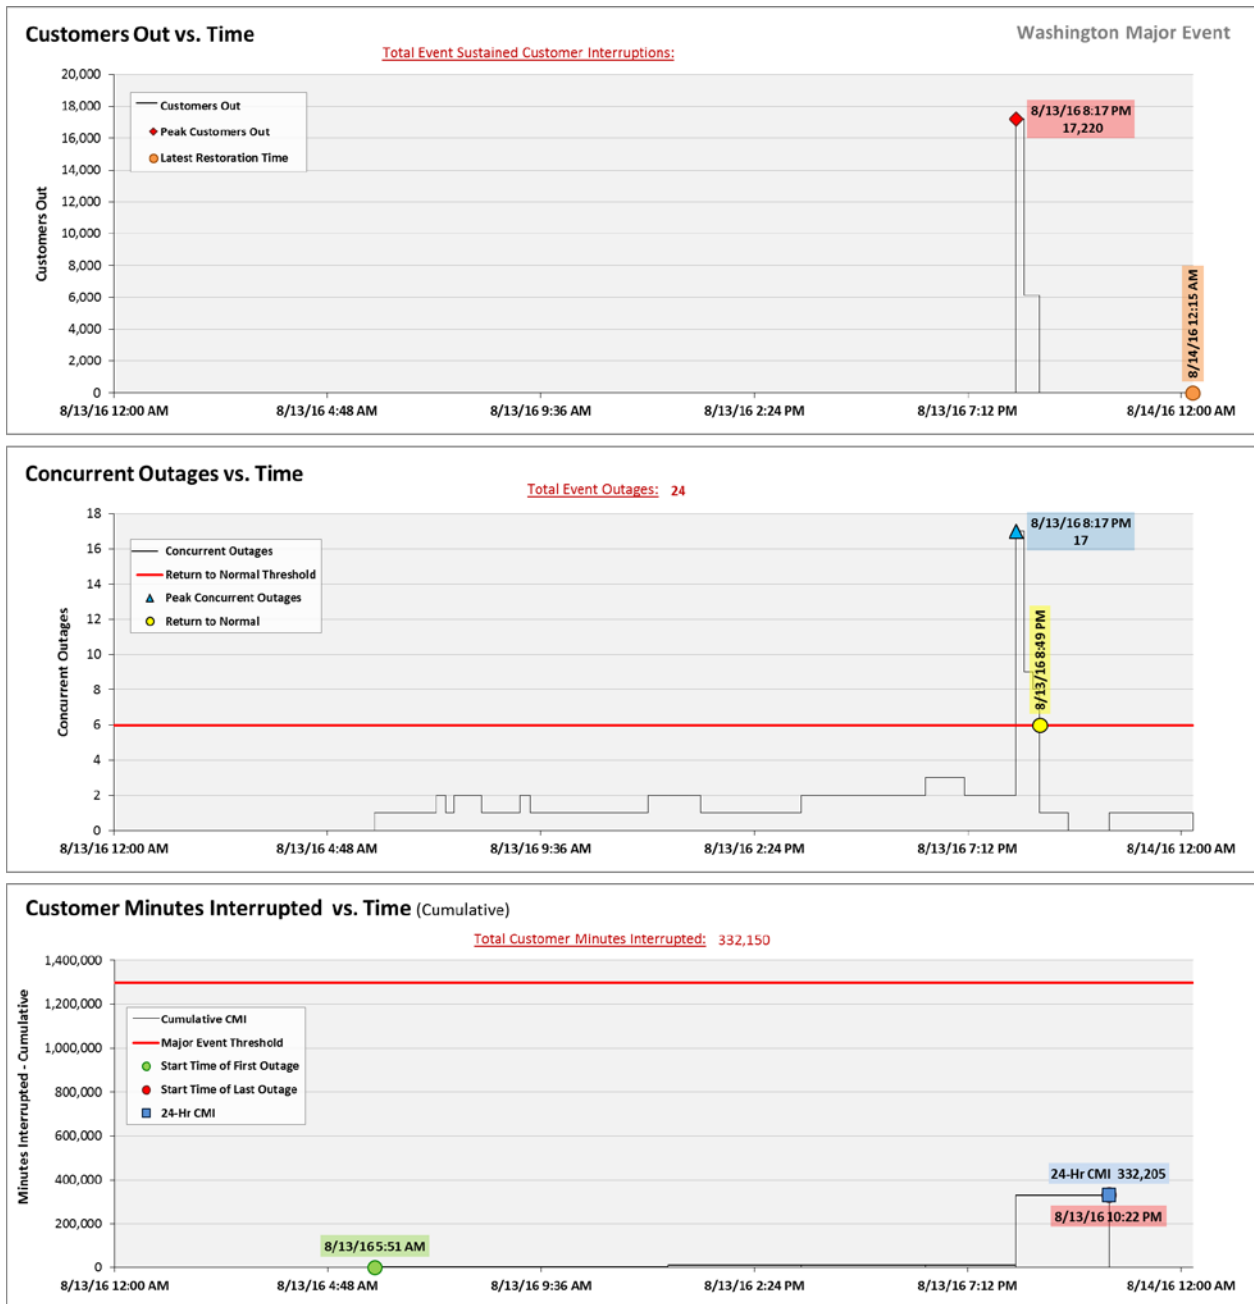 Customers Out vs. Time
Washington Major Event
Total Event Sustained Customer Interruptions:
Customers Out
20,000
18,000
16,000
14,000
12,000
10,000
8,000
6,000
4,000
2,000
0
Customers Out
Peak Customers Out
Latest Restoration Time
8/13/16 8:17 PM
17,220
8/14/16 12:15 AM
8/13/16 12:00 AM
8/13/16 4:48 AM
8/13/16 9:36 AM
8/13/16 2:24 PM
8/13/16 7:12 PM
8/14/16 12:00 AM
Concurrent Outages vs. Time
Total Event Outages: 24
Concurrent Outages
18
16
14
12
10
8
6
4
2
0
Concurrent Outages
Return to Normal Threshold
Peak Concurrent Outages
Return to Normal
8/13/16 8:17 PM
17
8/13/16 8:49 PM
8/13/16 12:00 AM
8/13/16 4:48 AM
8/13/16 9:36 AM
8/13/16 2:24 PM
8/13/16 7:12 PM
8/14/16 12:00 AM
Customer Minutes Interrupted vs. Time (Cumulative)
Total Customer Minutes Interrupted: 332,150
Minutes Interrupted - Cumulative
1,400,000
1,200,000
1,000,000
800,000
600,000
400,000
200,000
0
Cumulative CMI
Major Event Threshold
Start Time of First Outage
Start Time of Last Outage
24-Hr CMI
24-Hr CMI 332,205
8/13/16 10:22 PM
8/13/16 5:51 AM
8/13/16 12:00 AM
8/13/16 4:48 AM
8/13/16 9:36 AM
8/13/16 2:24 PM
8/13/16 7:12 PM
8/14/16 12:00 AM